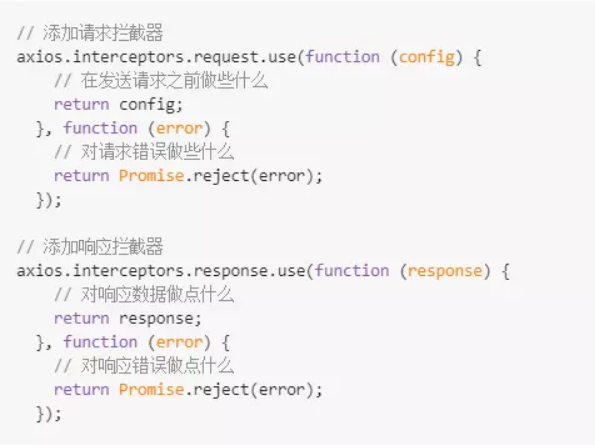 // 添加请求拦截器
axios.interceptors.request.use(function (config) {
    // 在发送请求之前做些什么
    return config;
  }, function (error) {
    // 对请求错误做些什么
    return Promise.reject(error);
  });

// 添加响应拦截器
axios.interceptors.response.use(function (response) {
    // 对响应数据做点什么
    return response;
  }, function (error) {
    // 对响应错误做点什么
    return Promise.reject(error);
  });